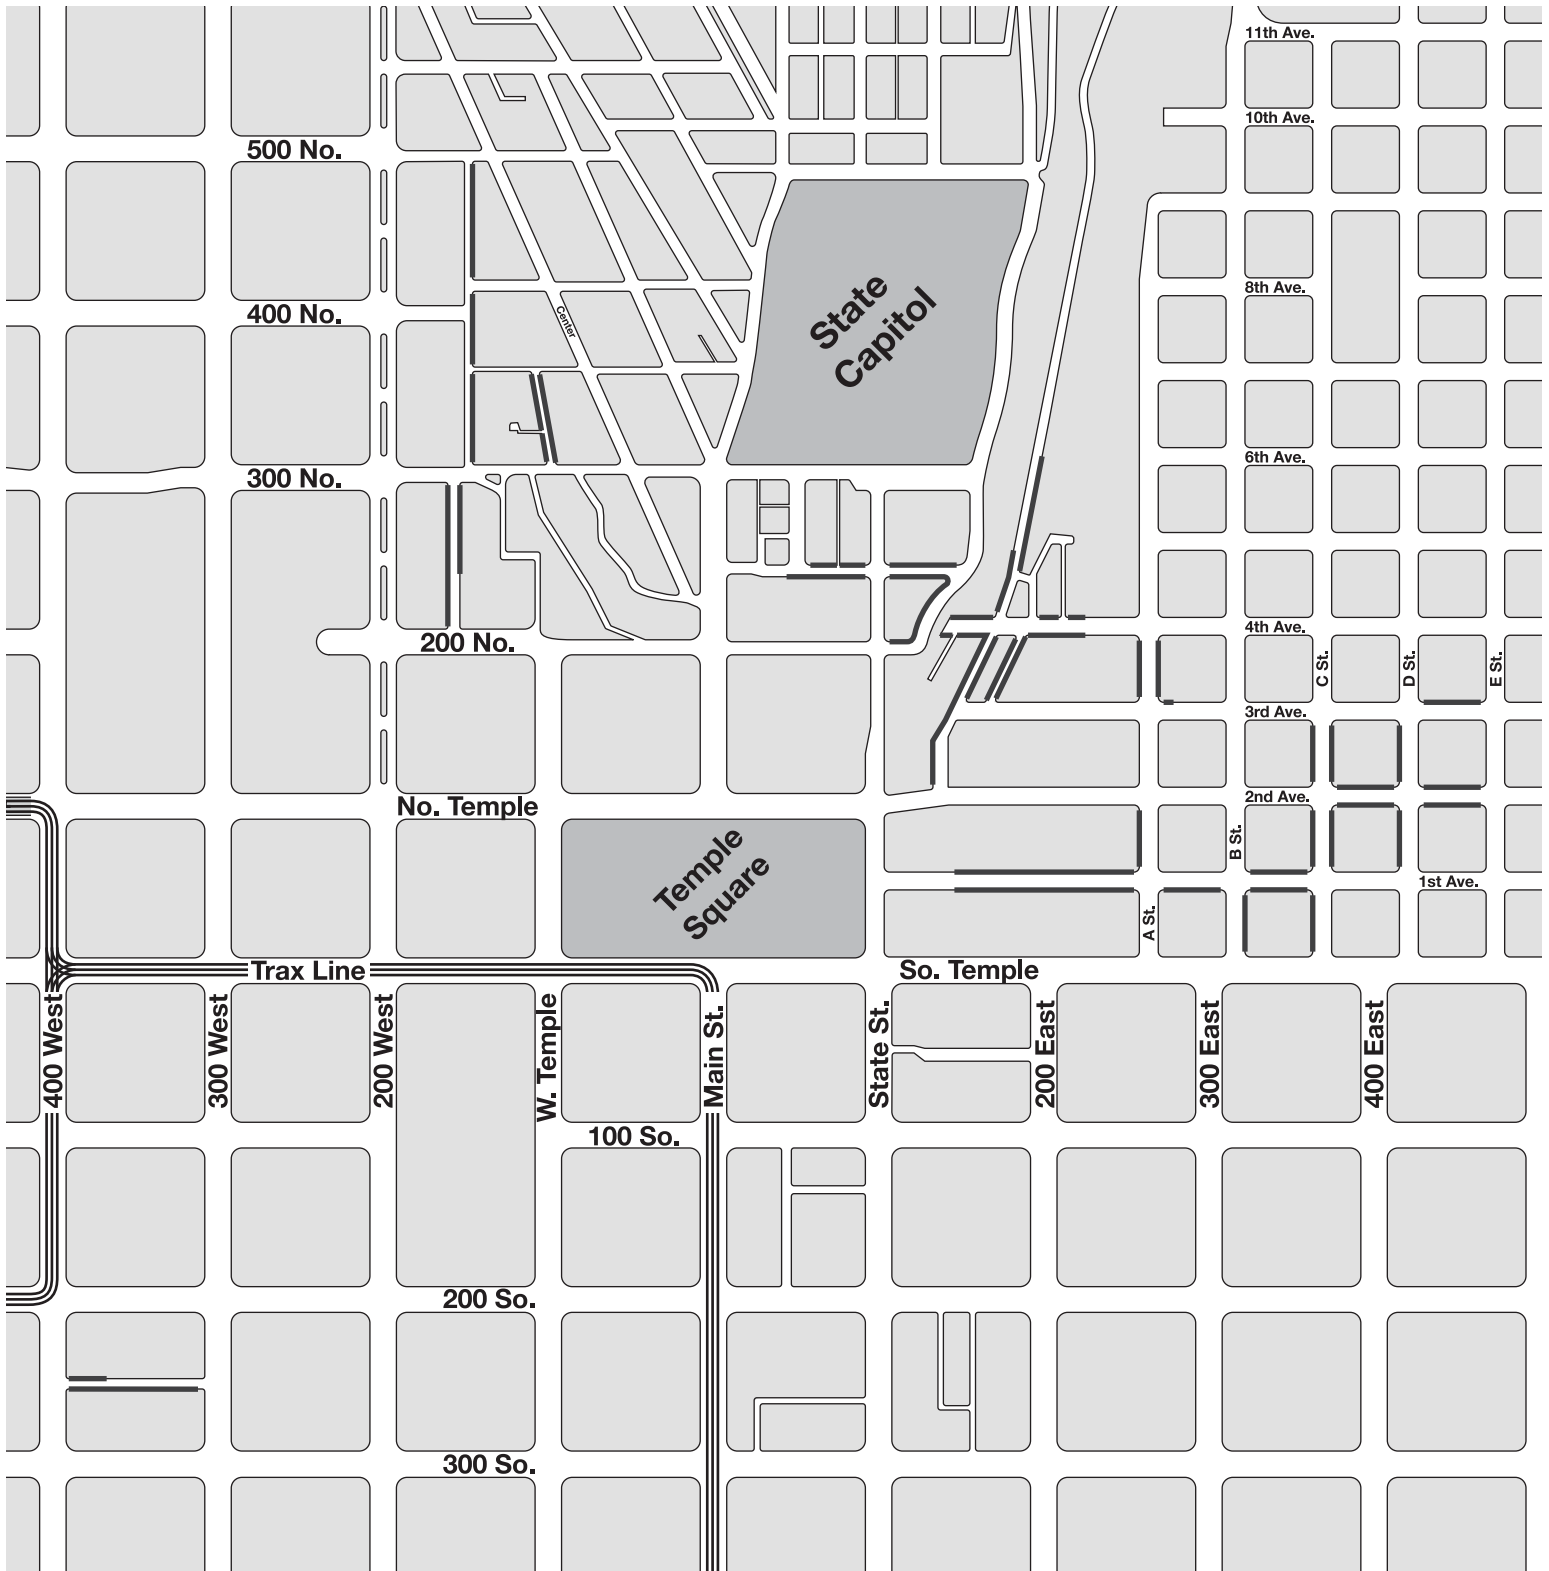 11th Ave.
10th Ave.
500 No.
8th Ave.
State
Capitol
400 No.
Center
6th Ave.
300 No.
4th Ave.
200 No.
C St.
D St.
E St.
3rd Ave.
2nd Ave.
No. Temple
B St.
Temple
Square
1st Ave.
A St.
Trax Line
So. Temple
400 West
300 West
200 West
W. Temple
Main St.
State St.
200 East
300 East
400 East
100 So.
200 So.
300 So.